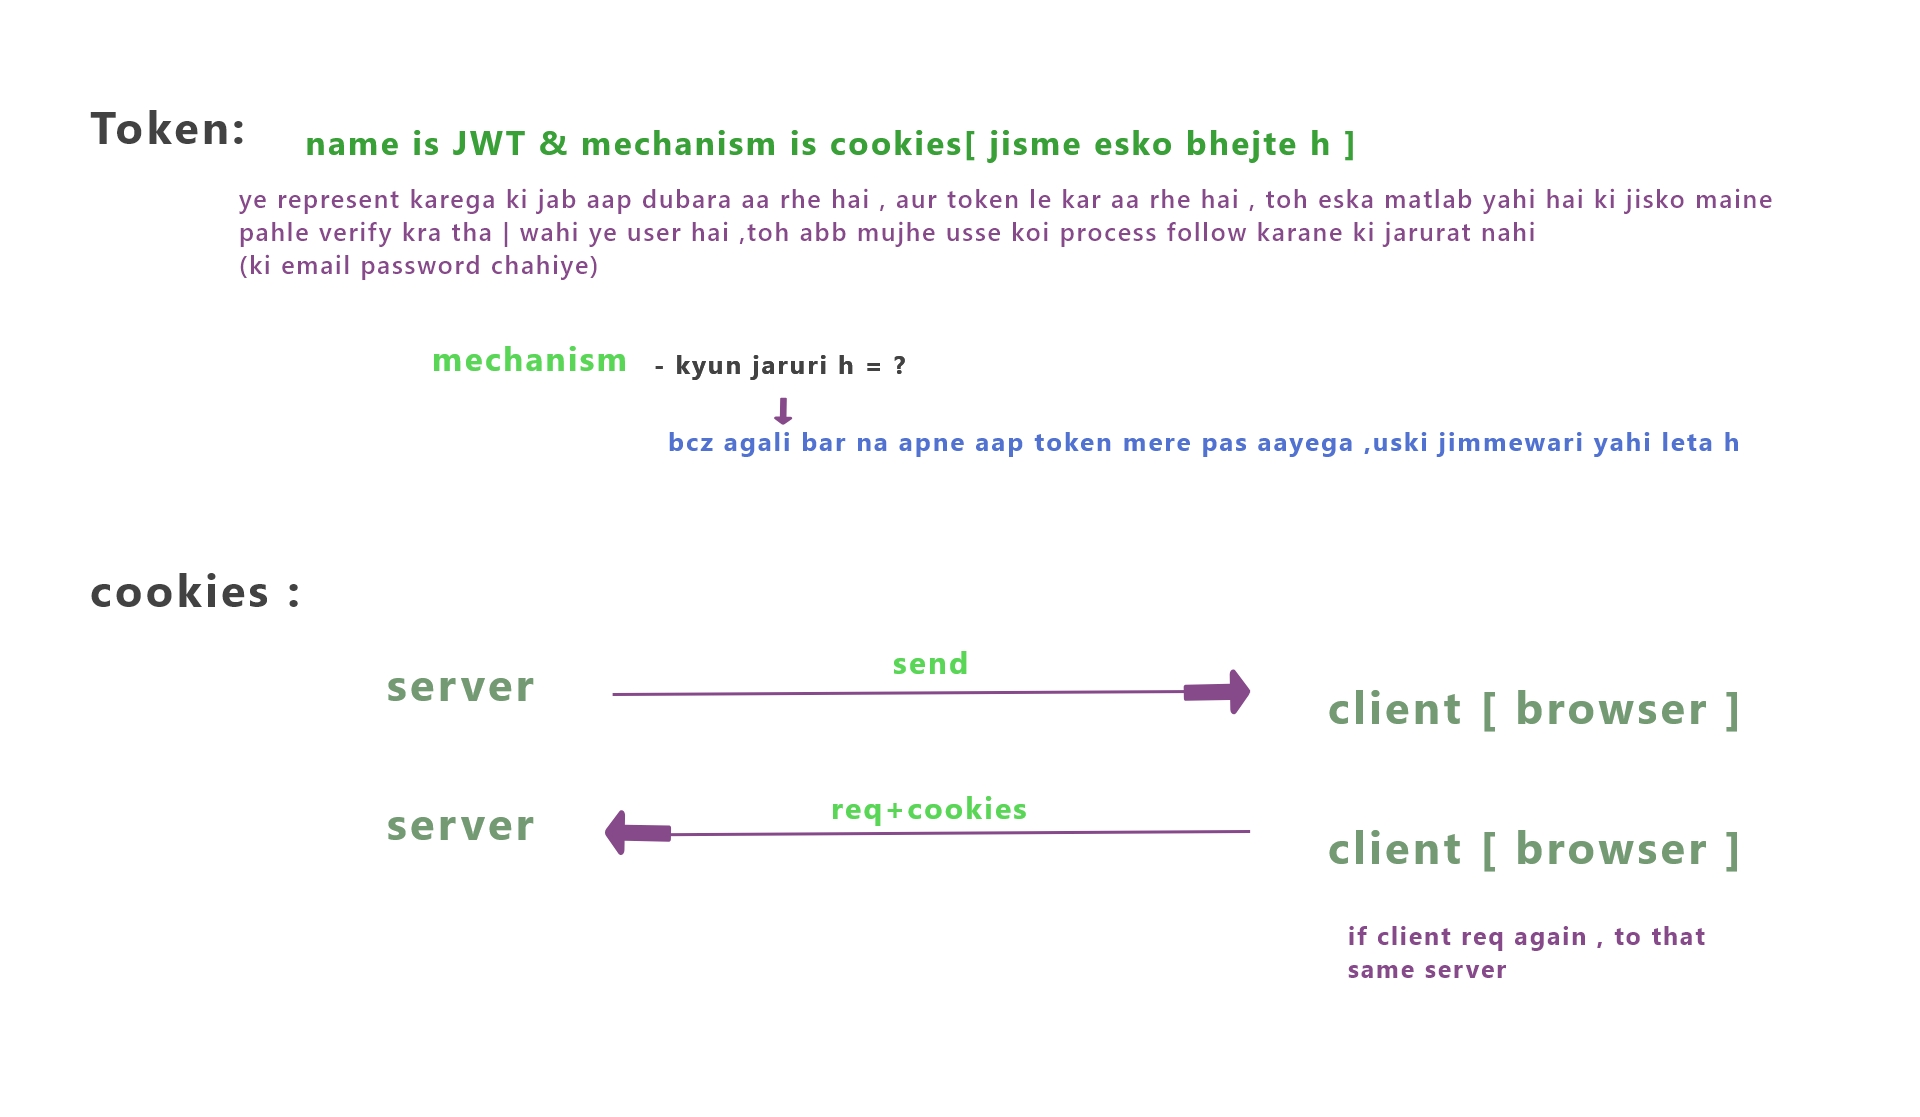 Token:
name is JWT & mechanism is cookies[ jisme esko bhejte h ]
ye represent karega ki jab aap dubara aa rhe hai , aur token le kar aa rhe hai , toh eska matlab yahi hai ki jisko maine
pahle verify kra tha | wahi ye user hai ,toh abb mujhe usse koi process follow karane ki jarurat nahi
(ki email password chahiye)
mechanism - kyun jaruri h = ?
bcz agali bar na apne aap token mere pas aayega ,uski jimmewari yahi leta h
cookies :
send
server
client [ browser ]
req+cookies
server
client [ browser ]
if client req again , to that
same server